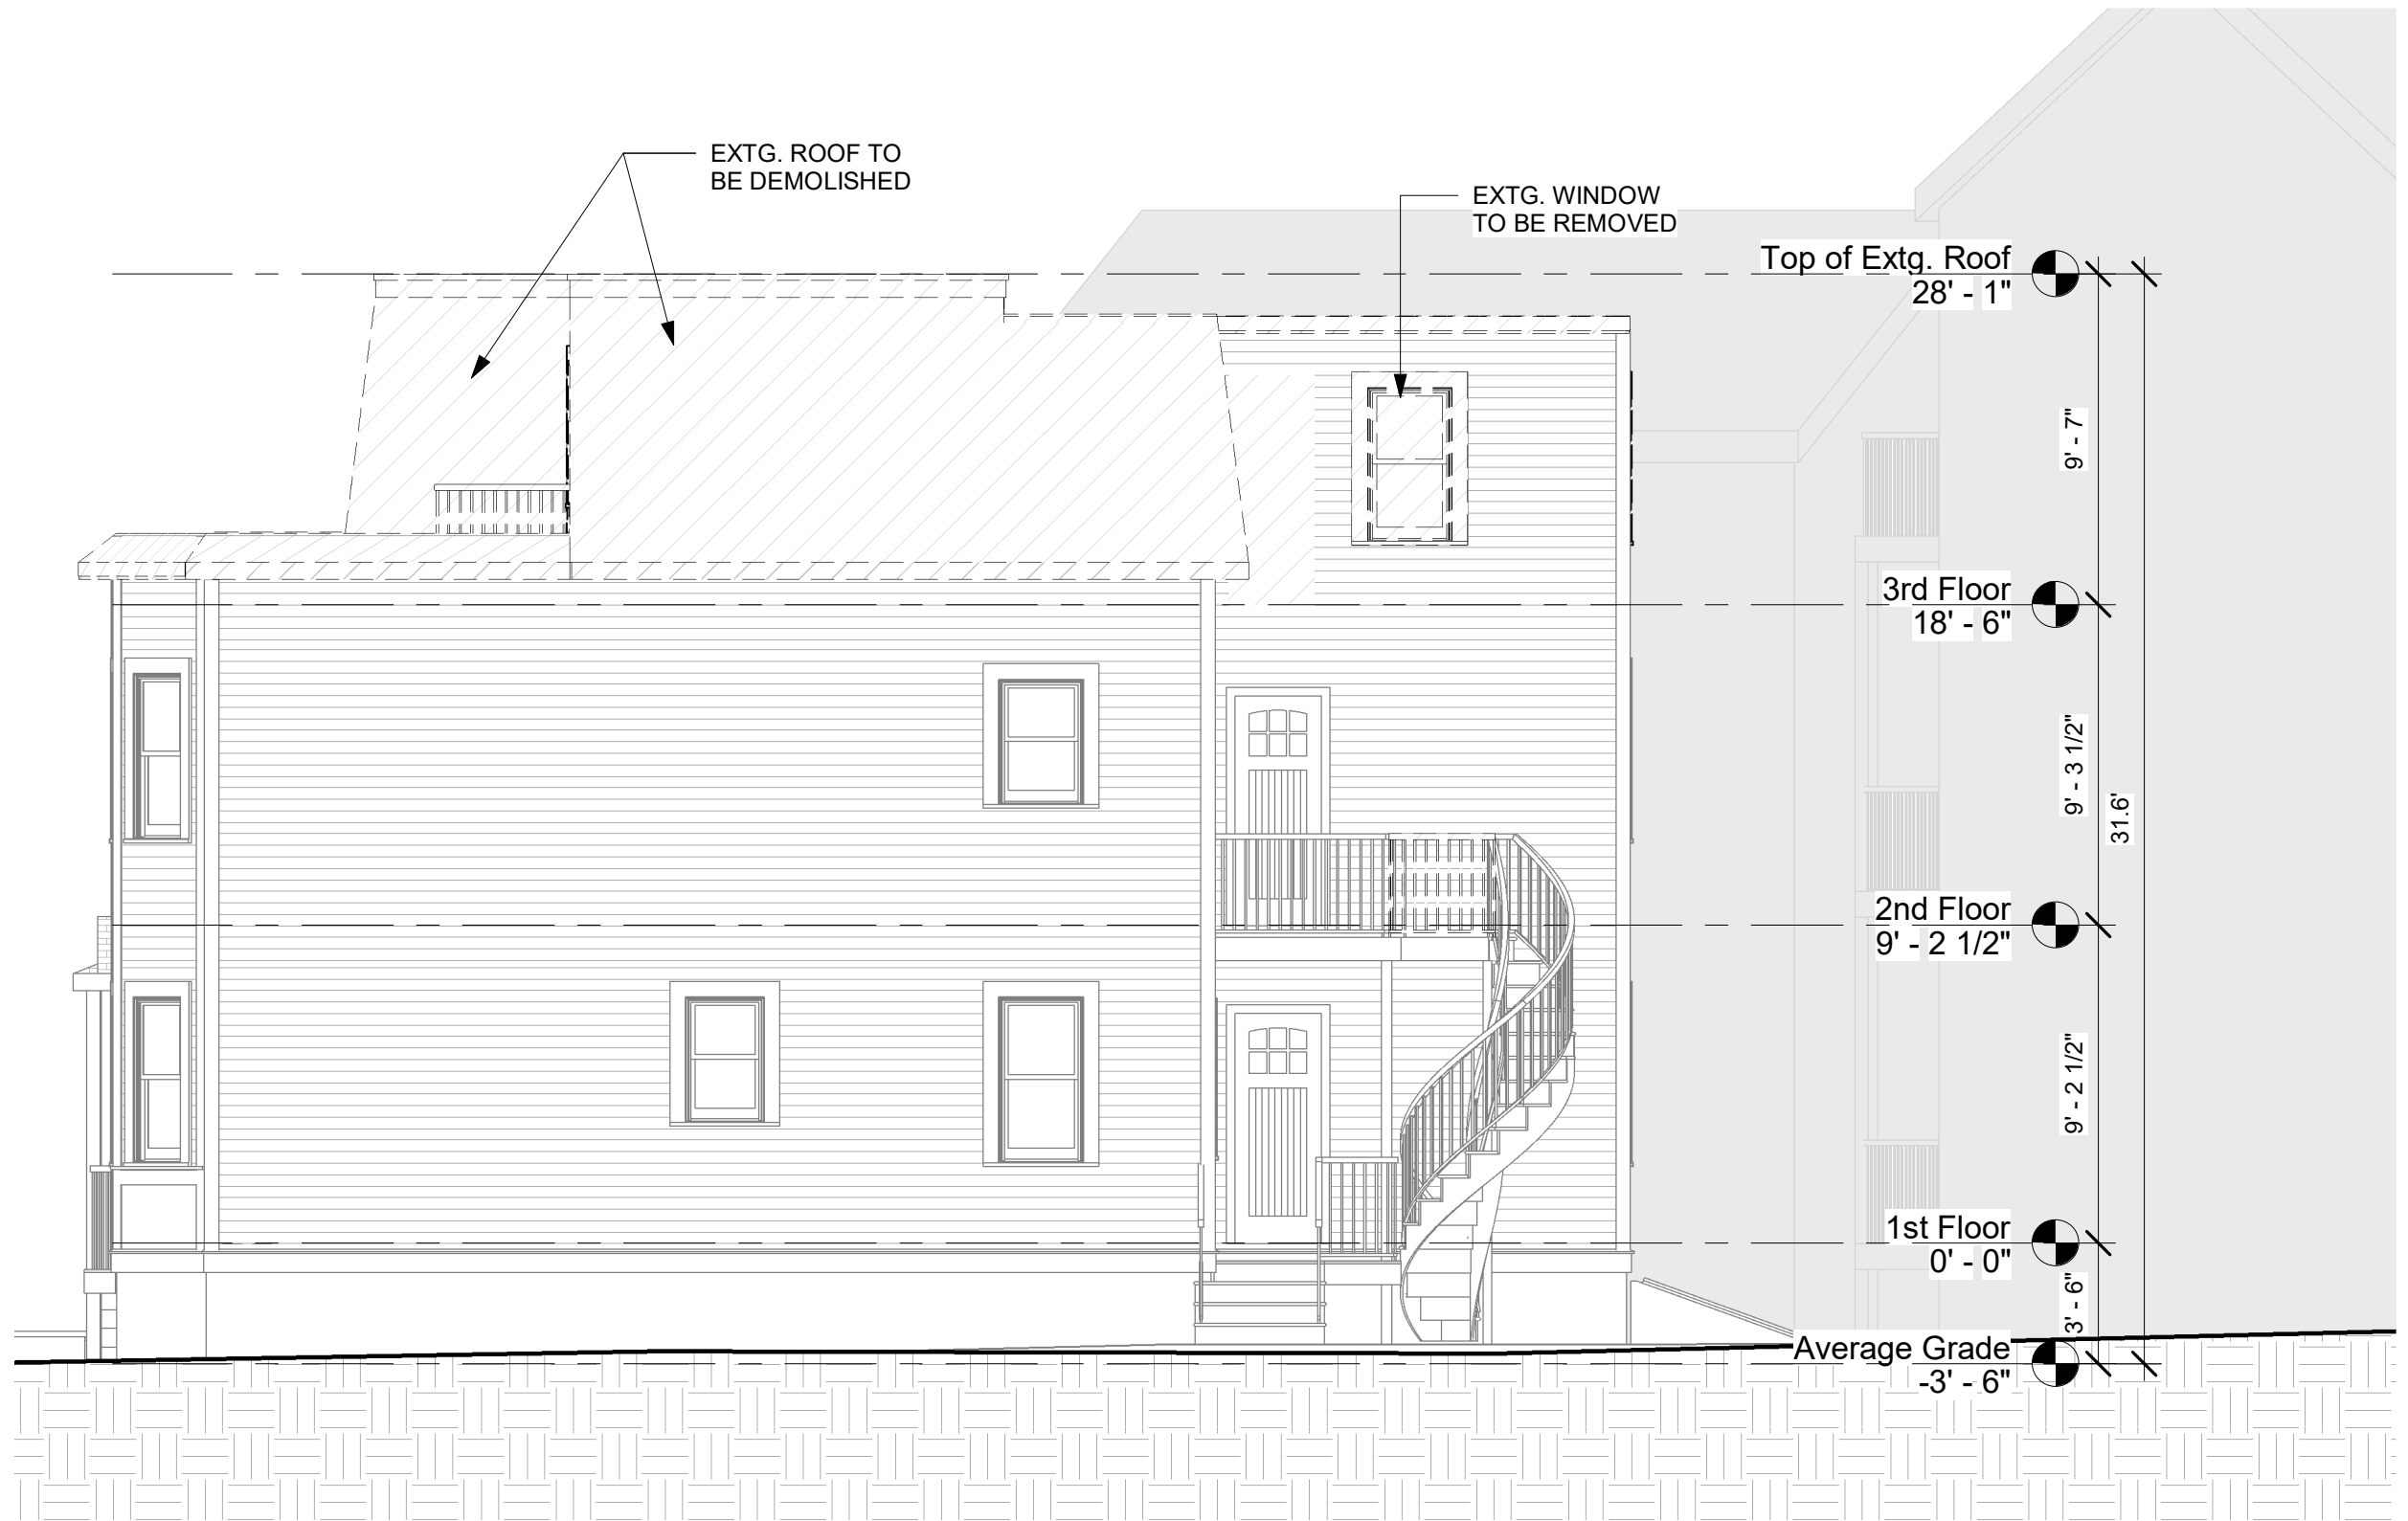 EXTG. ROOF TO
BE DEMOLISHED
EXTG. WINDOW
TO BE REMOVED
Top of Extg. Roof
28' - 1"
9' - 7"
3rd Floor
18' - 6"
9' - 3 1/2"
31.6'
2nd Floor
9' - 2 1/2"
9' - 2 1/2"
1st Floor
0' - 0"
3' - 6"
Average Grade
-3' - 6"